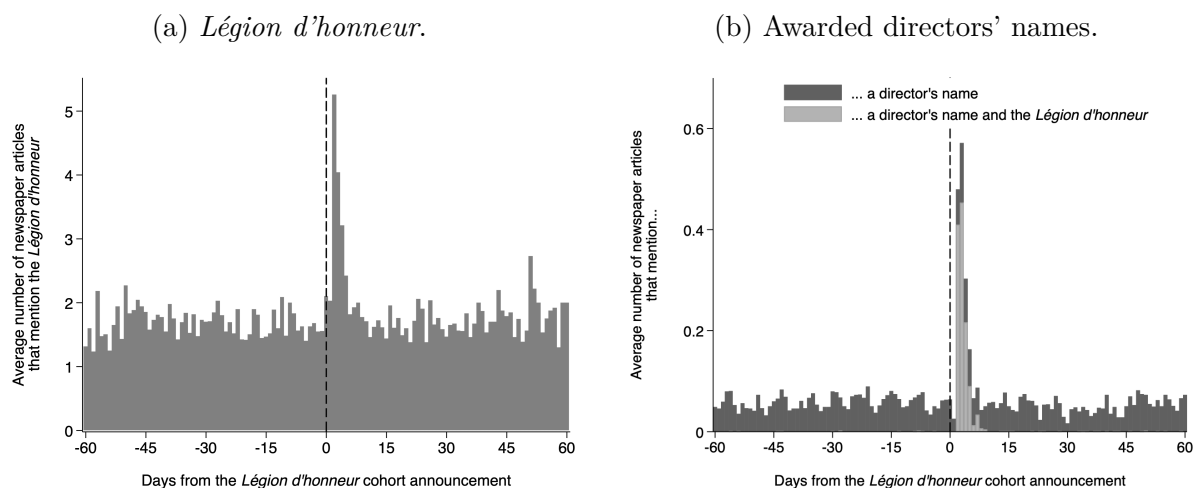 (a) Légion d'honneur.
Average number of newspaper articles
that mention the Légion d'honneur
5
4
3
2
1
0
-60 -45 -30 -15 0 15 30 45 60
Days from the Légion d'honneur cohort announcement
(b) Awarded directors' names.
... a director's name
... a director's name and the Légion d'honneur
Average number of newspaper articles
that mention...
0.6
0.4
0.2
0
-60 -45 -30 -15 0 15 30 45 60
Days from the Légion d'honneur cohort announcement